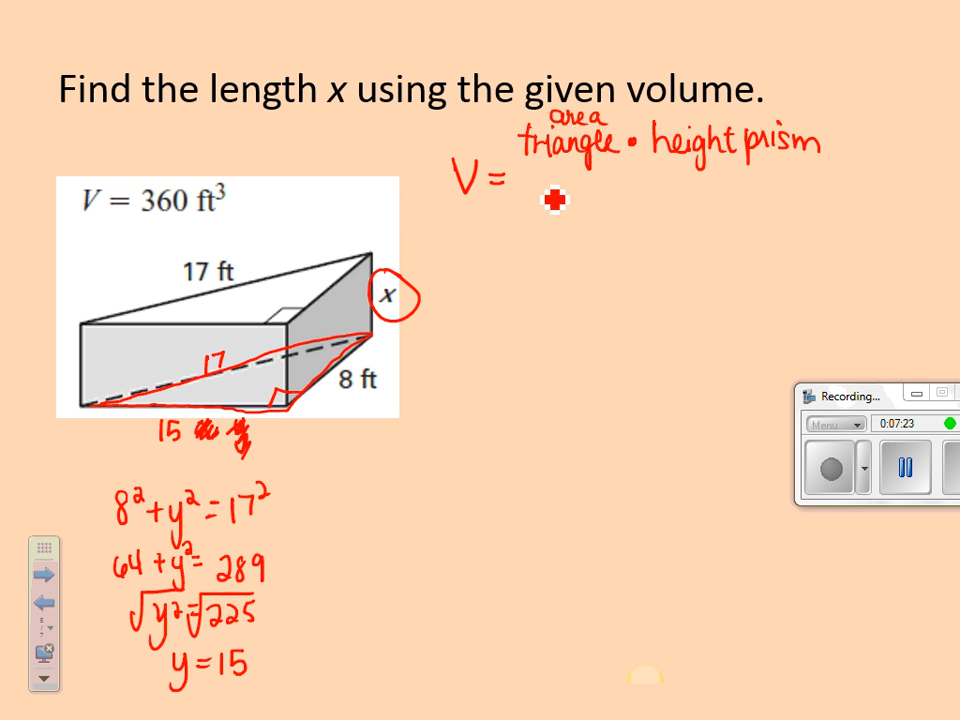 Find the length x using the given volume.
area
triangle • height prism
V =
V = 360 ft³
17 ft
x
17
8 ft
15
8² + y² = 17²
64 + y² = 289
√y² = √225
y = 15
Recording...
Menu
0:07:23